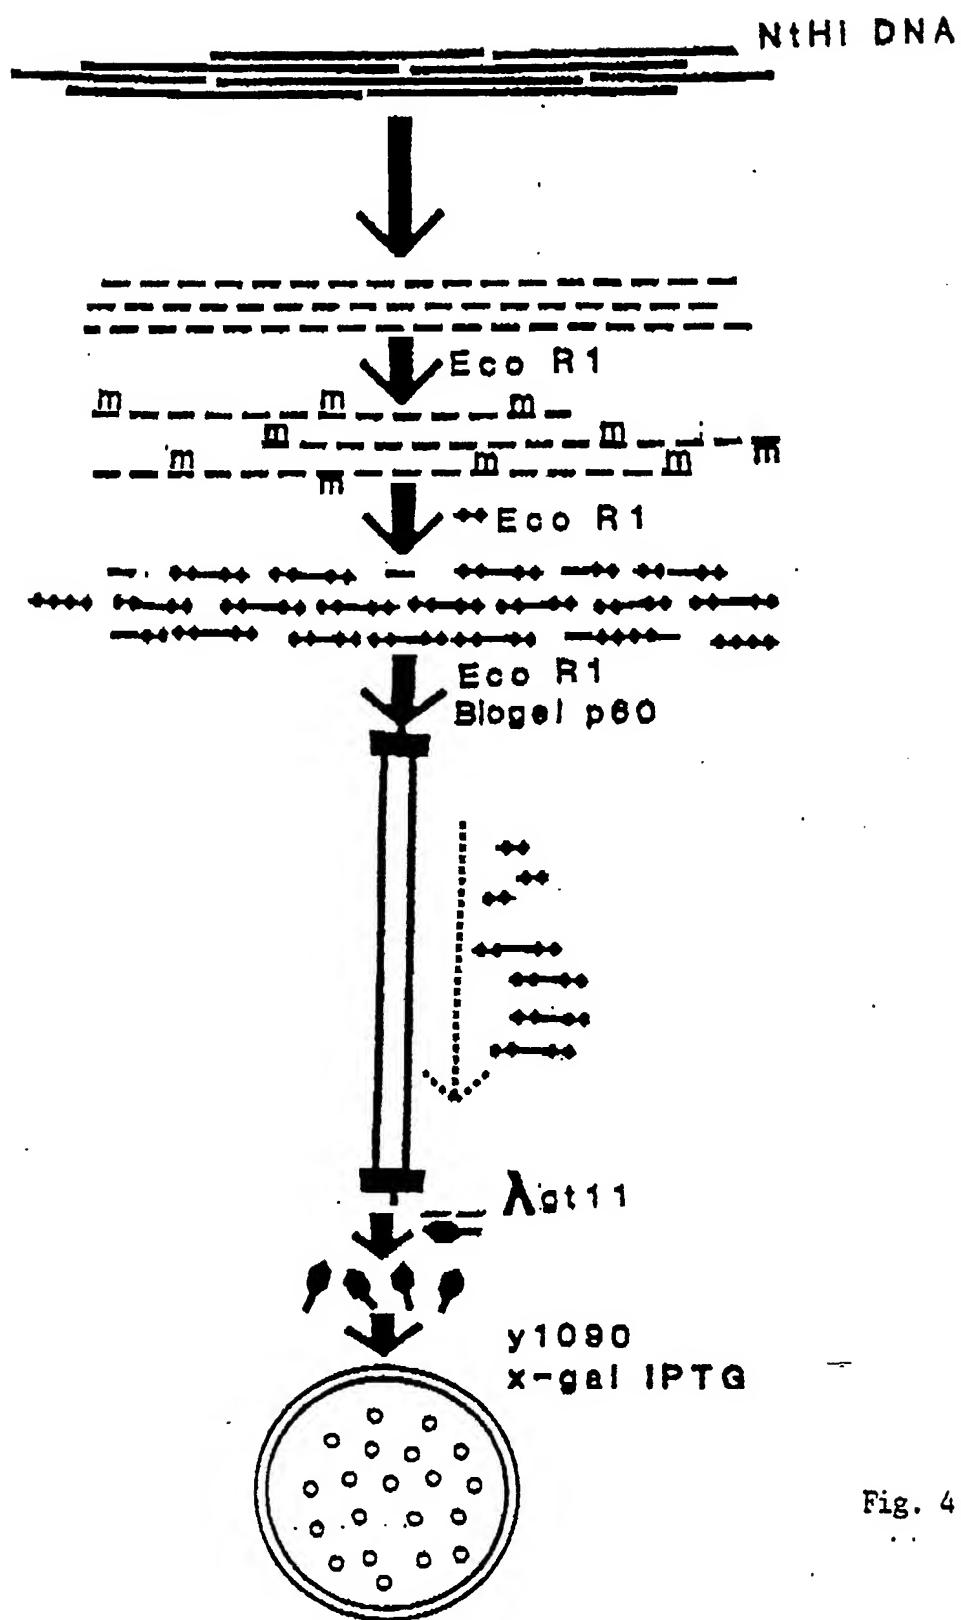 NtHI DNA
Eco R1
m m m
m m m
m m m m
Eco R1
Eco R1
Biogel p60
λgt11
y1090
x-gal IPTG
Fig. 4